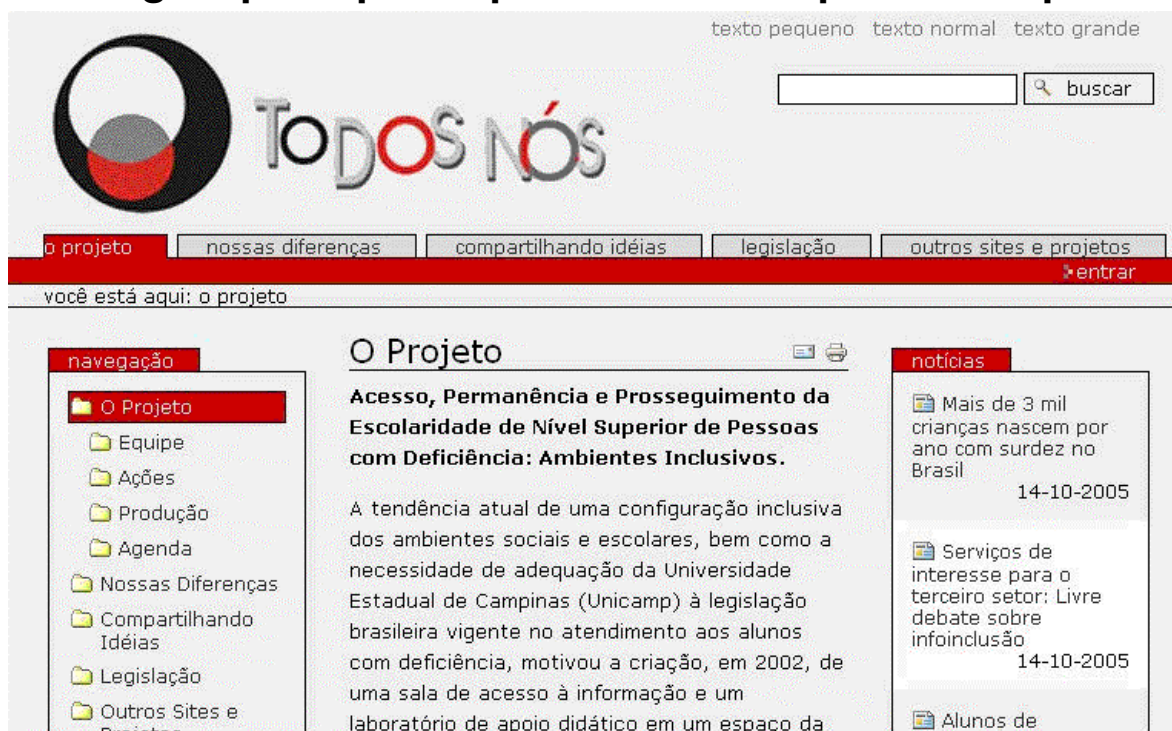 texto pequeno texto normal texto grande
buscar
TODOS NÓS
o projeto nossas diferenças compartilhando idéias legislação outros sites e projetos
entrar
você está aqui: o projeto
navegação
O Projeto
Equipe
Ações
Produção
Agenda
Nossas Diferenças
Compartilhando
Idéias
Legislação
Outros Sites e
O Projeto
Acesso, Permanência e Prosseguimento da
Escolaridade de Nível Superior de Pessoas
com Deficiência: Ambientes Inclusivos.
A tendência atual de uma configuração inclusiva
dos ambientes sociais e escolares, bem como a
necessidade de adequação da Universidade
Estadual de Campinas (Unicamp) à legislação
brasileira vigente no atendimento aos alunos
com deficiência, motivou a criação, em 2002, de
uma sala de acesso à informação e um
laboratório de apoio didático em um espaço da
notícias
Mais de 3 mil
crianças nascem por
ano com surdez no
Brasil
14-10-2005
Serviços de
interesse para o
terceiro setor: Livre
debate sobre
infoinclusão
14-10-2005
Alunos de